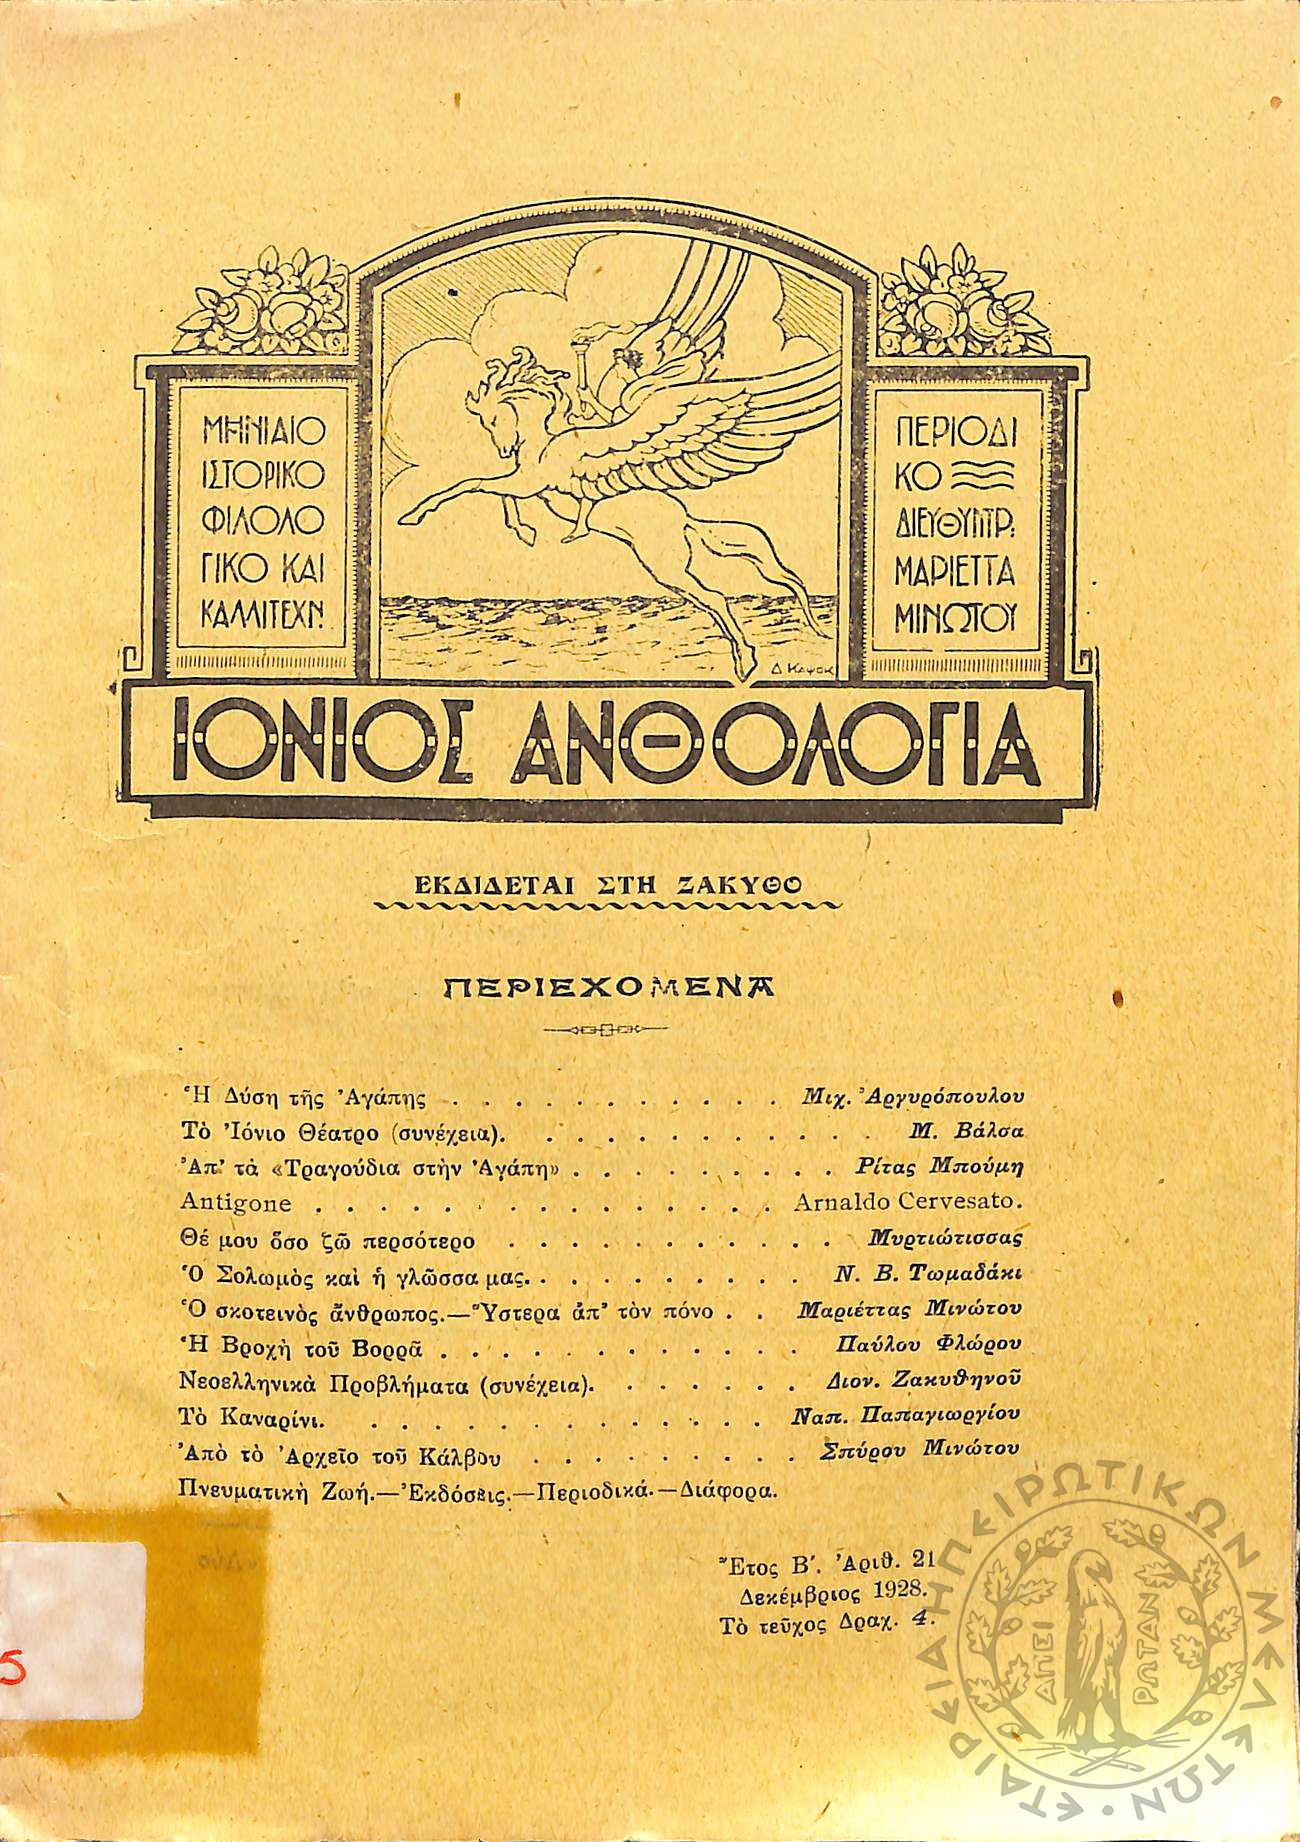 ΜΗΝΙΑΙΟ
ΙΣΤΟΡΙΚΟ
ΦΙΛΟΛΟ
ΓΙΚΟ ΚΑΙ
ΚΑΛΛΙΤΕΧΝ.
ΠΕΡΙΟΔΙ
ΚΟ
ΔΙΕΥΘΥΝΤΡ:
ΜΑΡΙΕΤΤΑ
ΜΙΝΩΤΟΥ
Δ ΚΑΨΟΚ
ΙΟΝΙΟΣ ΑΝΘΟΛΟΓΙΑ
ΕΚΔΙΔΕΤΑΙ ΣΤΗ ΖΑΚΥΘΟ
ΠΕΡΙΕΧΟΜΕΝΑ
Ἡ Δύση τῆς Ἀγάπης . . . . . . . . . . . Μιχ. Ἀργυρόπουλου
Τὸ Ἰόνιο Θέατρο (συνέχεια). . . . . . . . . . . . Μ. Βάλσα
Ἀπ' τὰ «Τραγούδια στὴν Ἀγάπη» . . . . . . . . . Ρίτας Μπούμη
Antigone . . . . . . . . . . . . . . . Arnaldo Cervesato.
Θέ μου ὅσο ζῶ περσότερο . . . . . . . . . . . Μυρτιώτισσας
Ὁ Σολωμὸς καὶ ἡ γλῶσσα μας. . . . . . . . . . Ν. Β. Τωμαδάκι
Ὁ σκοτεινὸς ἄνθρωπος.—Ὕστερα ἀπ' τὸν πόνο . . Μαριέττας Μινώτου
Ἡ Βροχὴ τοῦ Βορρᾶ . . . . . . . . . . . . Παύλου Φλώρου
Νεοελληνικὰ Προβλήματα (συνέχεια). . . . . . . Διον. Ζακυθηνοῦ
Τὸ Καναρίνι. . . . . . . . . . . . . Ναπ. Παπαγιωργίου
Ἀπὸ τὸ Ἀρχεῖο τοῦ Κάλβου . . . . . . . . . Σπύρου Μινώτου
Πνευματικὴ Ζωή.—Ἐκδόσεις.—Περιοδικά.—Διάφορα.
Ἔτος Β΄. Ἀριθ. 21
Δεκέμβριος 1928.
Τὸ τεῦχος Δραχ. 4.
5
ΕΤΑΙΡΕΙΑ ΗΠΕΙΡΩΤΙΚΩΝ ΜΕΛΕΤΩΝ
ΑΠΕΙ
ΡΩΤΑΝ